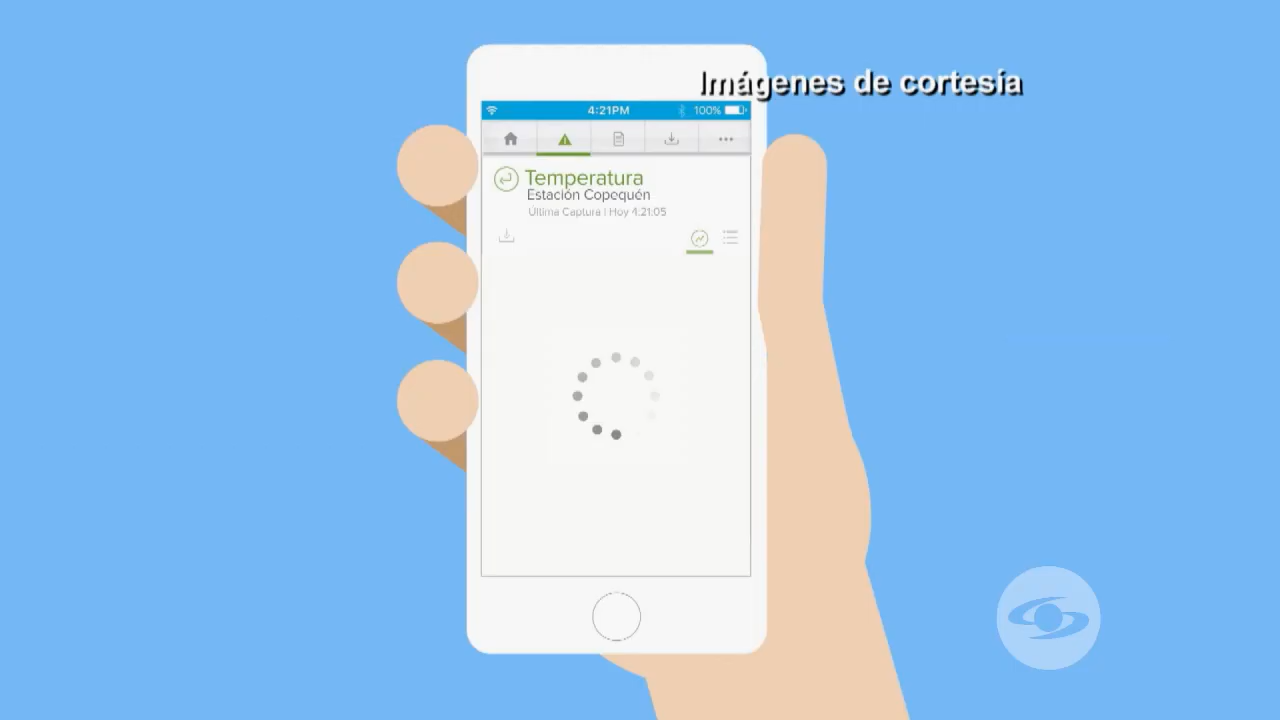 Imágenes de cortesía
4:21PM 100%
Temperatura
Estación Copequén
Última Captura | Hoy 4:21:05